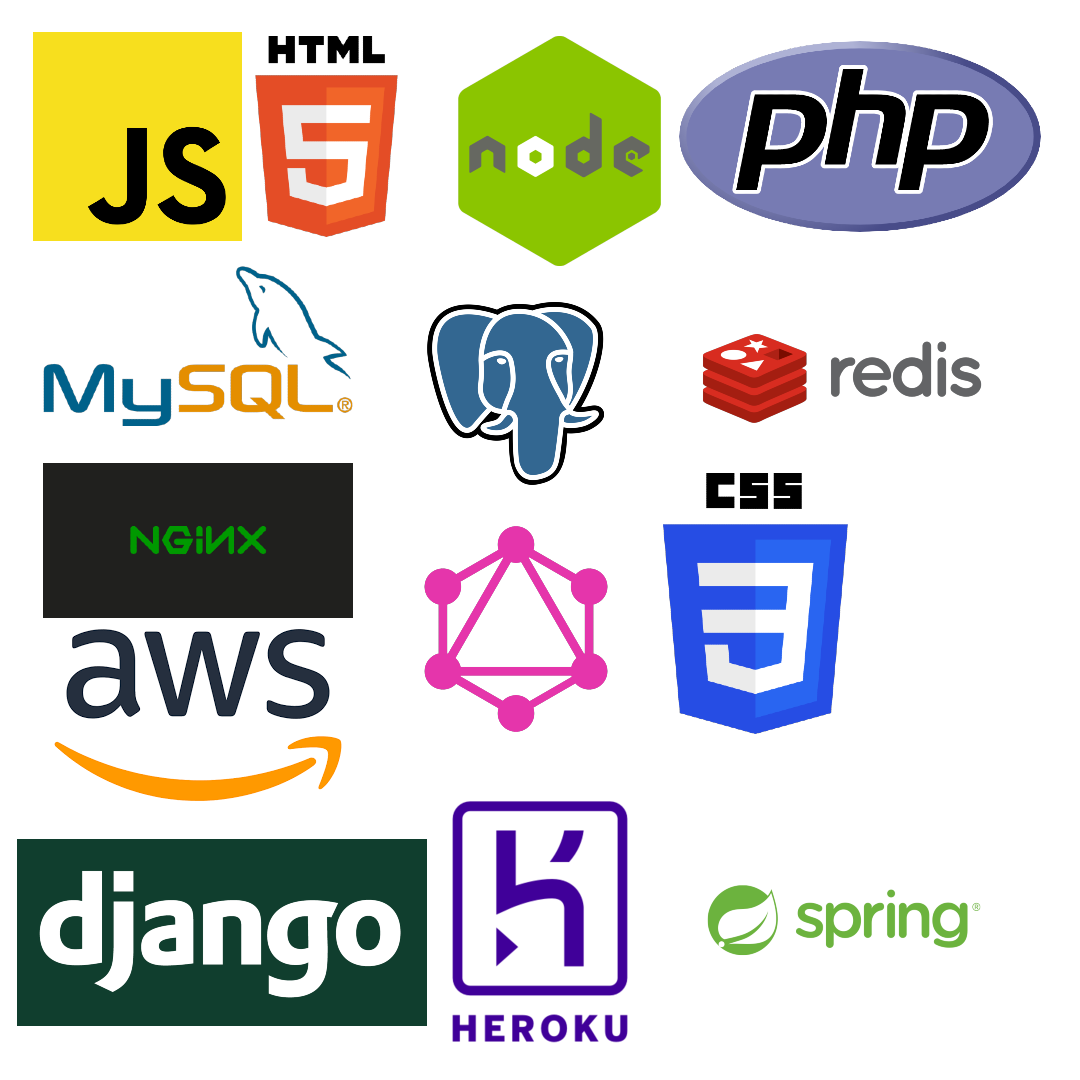 JS
HTML
5
node
php
MySQL®
redis
NGINX
CSS
3
aws
django
HEROKU
spring®